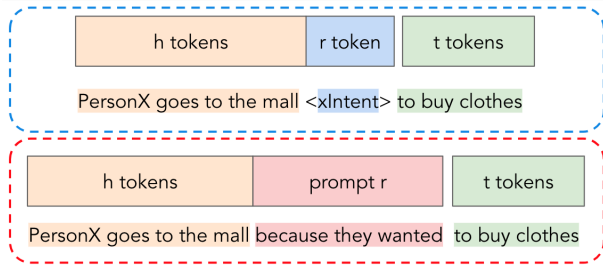 h tokens r token t tokens
PersonX goes to the mall <xIntent> to buy clothes
h tokens prompt r t tokens
PersonX goes to the mall because they wanted to buy clothes